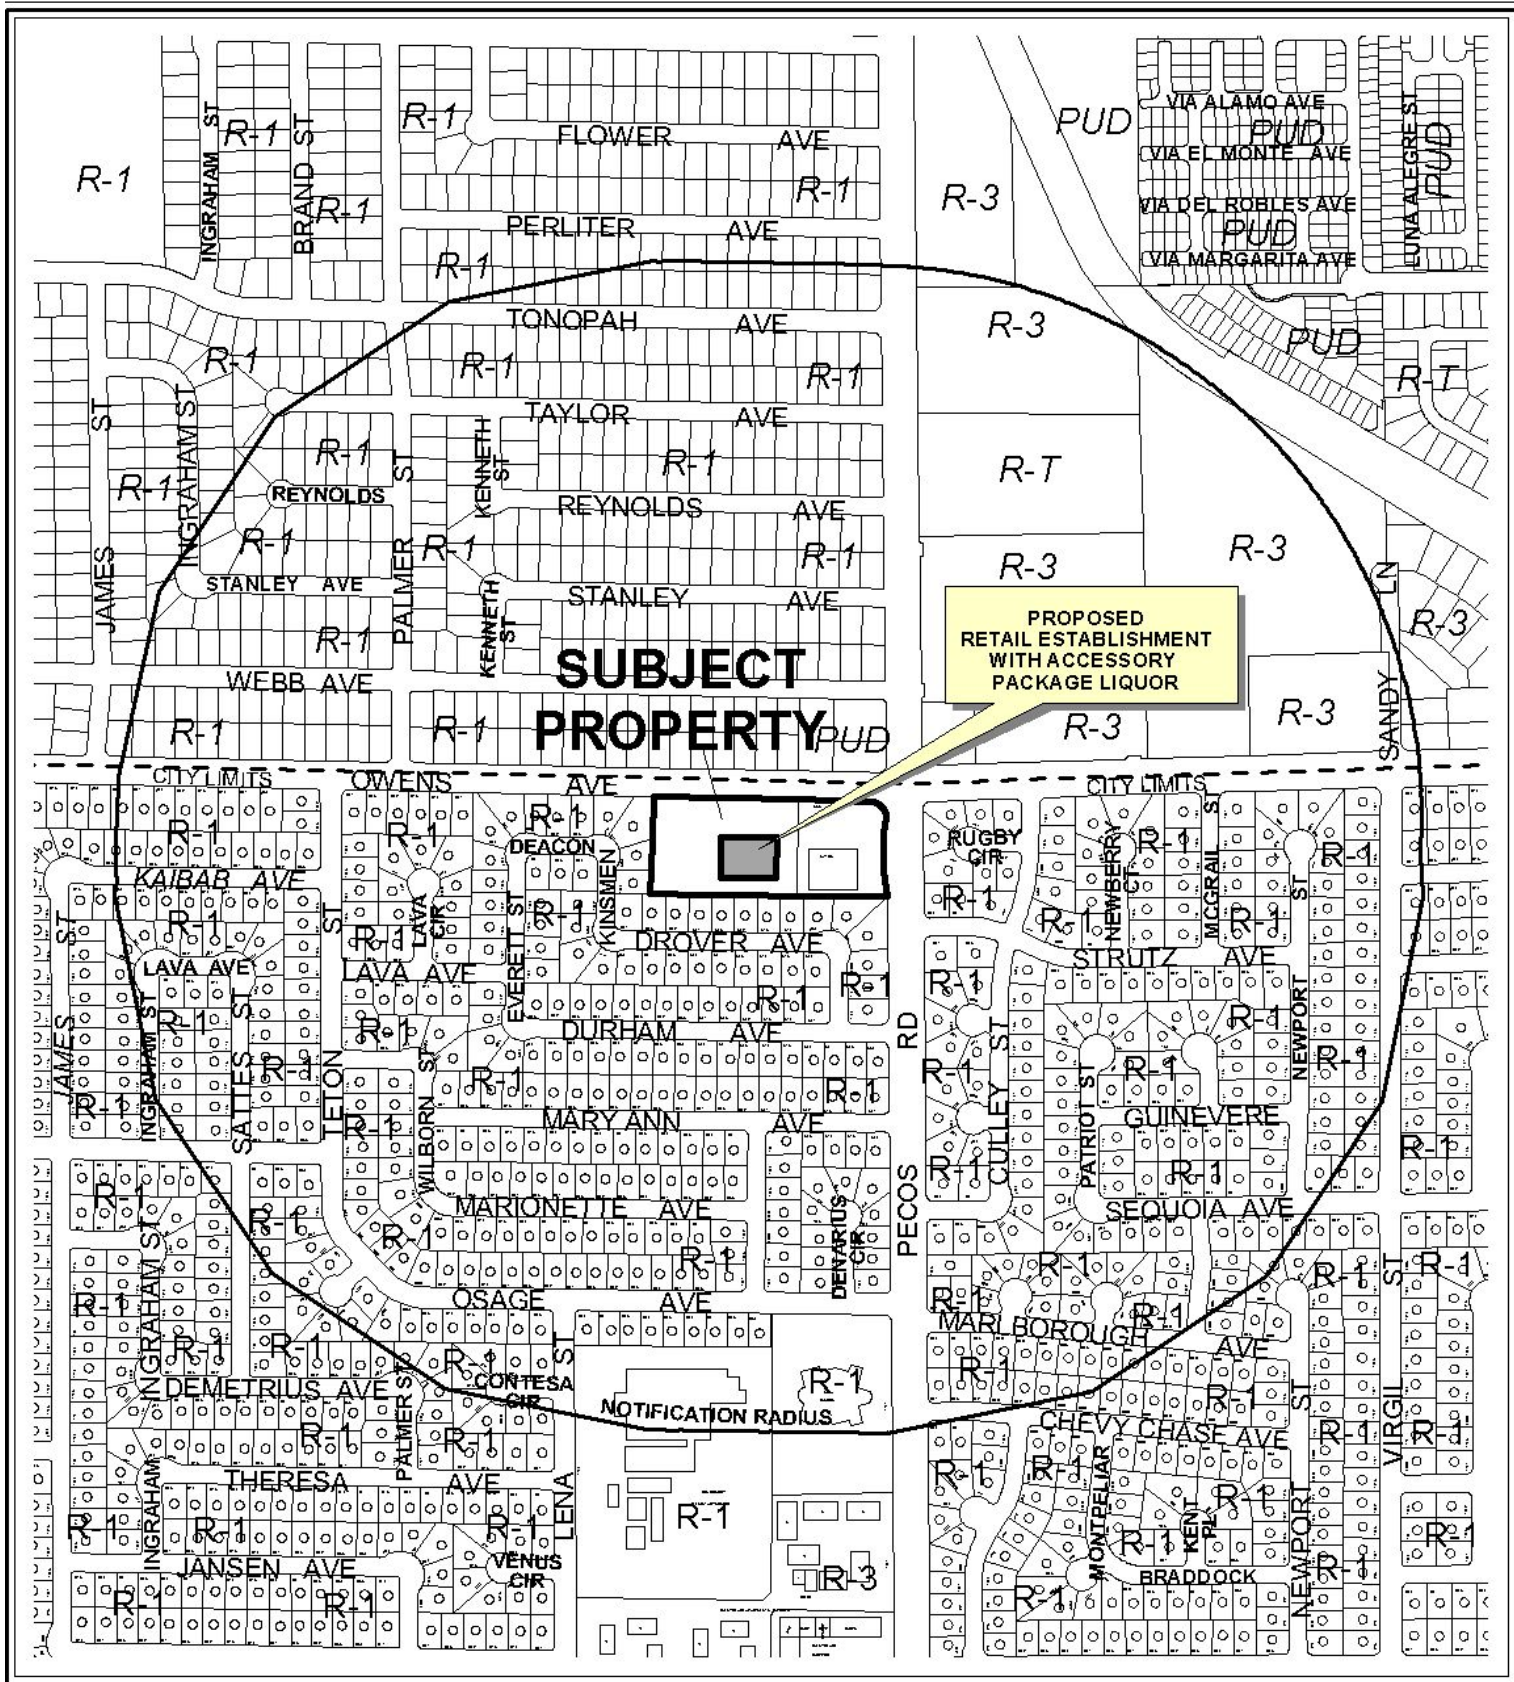 VIA ALAMO AVE
PUD
PUD
VIA EL MONTE AVE
VIA DEL ROBLES AVE
PUD
VIA MARGARITA AVE
LUNA ALEGRE ST
PUD
PUD
R-T
R-1
INGRAHAM ST
R-1
BRAND ST
R-1
R-1
FLOWER AVE
R-1
R-3
PERLITER AVE
R-1
TONOPAH AVE
R-3
R-1
R-1
R-1
TAYLOR AVE
JAMES ST
INGRAHAM ST
R-1
R-1
PALMER ST
KENNETH ST
R-1
R-T
REYNOLDS
REYNOLDS AVE
R-1
R-1
R-1
R-3
R-3
STANLEY AVE
STANLEY AVE
KENNETH ST
R-1
PROPOSED
RETAIL ESTABLISHMENT
WITH ACCESSORY
PACKAGE LIQUOR
SANDY LN
R-3
SUBJECT
PROPERTY
WEBB AVE
R-1
R-1
PUD
R-3
R-3
CITY LIMITS
OWENS AVE
CITY LIMITS
R-1
R-1
R-1
DEACON
KINSMEN
RUGBY
CIR
R-1
NEWBERRY
CT
R-1
R-1
MCGRAIL ST
R-1
R-1
KAIBAB AVE
R-1
LAVA
CIR
R-1
EVERETT ST
R-1
DROVER AVE
STRUTZ AVE
JAMES ST
LAVA AVE
LAVA AVE
R-1
R-1
R-1
R-1
INGRAHAM ST
R-1
SATTES ST
R-1
TETON ST
R-1
DURHAM AVE
PECOS RD
CULLEY ST
R-1
NEWPORT ST
R-1
JAMES
R-1
R-1
WILBORN ST
R-1
R-1
R-1
PATRIOT ST
R-1
MARY ANN AVE
GUINEVERE
R-1
R-1
R-1
R-1
R-1
R-1
MARIONETTE AVE
DENARIUS
CIR
SEQUOIA AVE
R-1
R-1
R-1
R-1
R-1
R-1
INGRAHAM ST
OSAGE AVE
R-1
R-1
MARLBOROUGH AVE
R-1
R-1
R-1
LENA ST
CONTESA
CIR
R-1
R-1
R-1
DEMETRIUS AVE
PALMER ST
NOTIFICATION RADIUS
CHEVY CHASE AVE
NEWPORT ST
VIRGIL ST
R-1
R-1
R-1
R-1
R-1
R-1
THERESA AVE
INGRAHAM
R-1
R-1
R-1
R-1
MONTPELIAR
KENT
PL
R-1
R-1
R-1
JANSEN AVE
VENUS
CIR
R-3
BRADDOCK
R-1
R-1
R-1
R-1